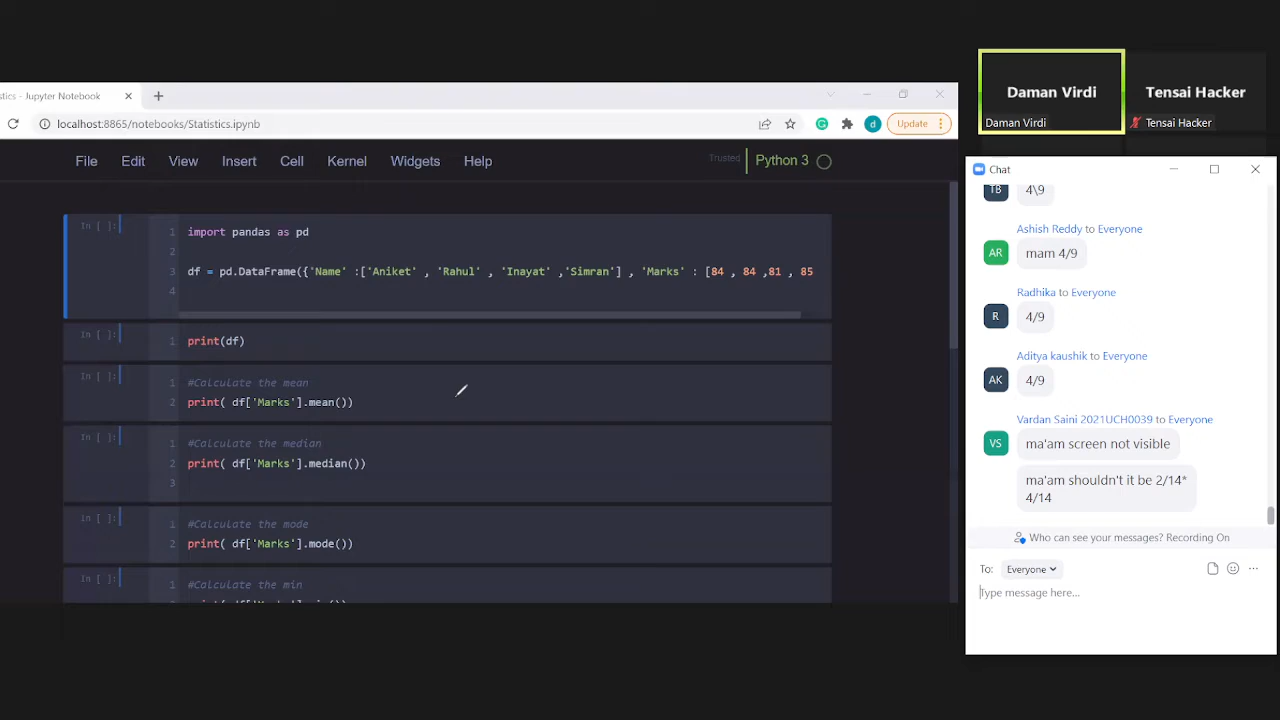 stics - Jupyter Notebook
localhost:8865/notebooks/Statistics.ipynb
Update
File Edit View Insert Cell Kernel Widgets Help
Trusted
Python 3
In [ ]:
1 import pandas as pd
2
3 df = pd.DataFrame({'Name' :['Aniket' , 'Rahul' , 'Inayat' ,'Simran'] , 'Marks' : [84 , 84 ,81 , 85
4
In [ ]:
1 print(df)
In [ ]:
1 #Calculate the mean
2 print( df['Marks'].mean())
In [ ]:
1 #Calculate the median
2 print( df['Marks'].median())
3
In [ ]:
1 #Calculate the mode
2 print( df['Marks'].mode())
In [ ]:
1 #Calculate the min
Daman Virdi
Daman Virdi
Tensai Hacker
Tensai Hacker
Chat
TB
4\9
Ashish Reddy to Everyone
AR
mam 4/9
Radhika to Everyone
R
4/9
Aditya kaushik to Everyone
AK
4/9
Vardan Saini 2021UCH0039 to Everyone
VS
ma'am screen not visible
ma'am shouldn't it be 2/14*
4/14
Who can see your messages? Recording On
To: Everyone
Type message here...